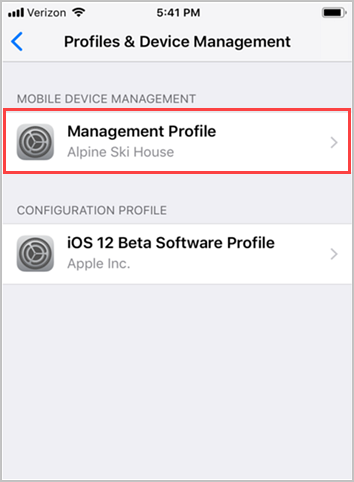 Verizon 5:41 PM
Profiles & Device Management
MOBILE DEVICE MANAGEMENT
Management Profile
Alpine Ski House
CONFIGURATION PROFILE
iOS 12 Beta Software Profile
Apple Inc.